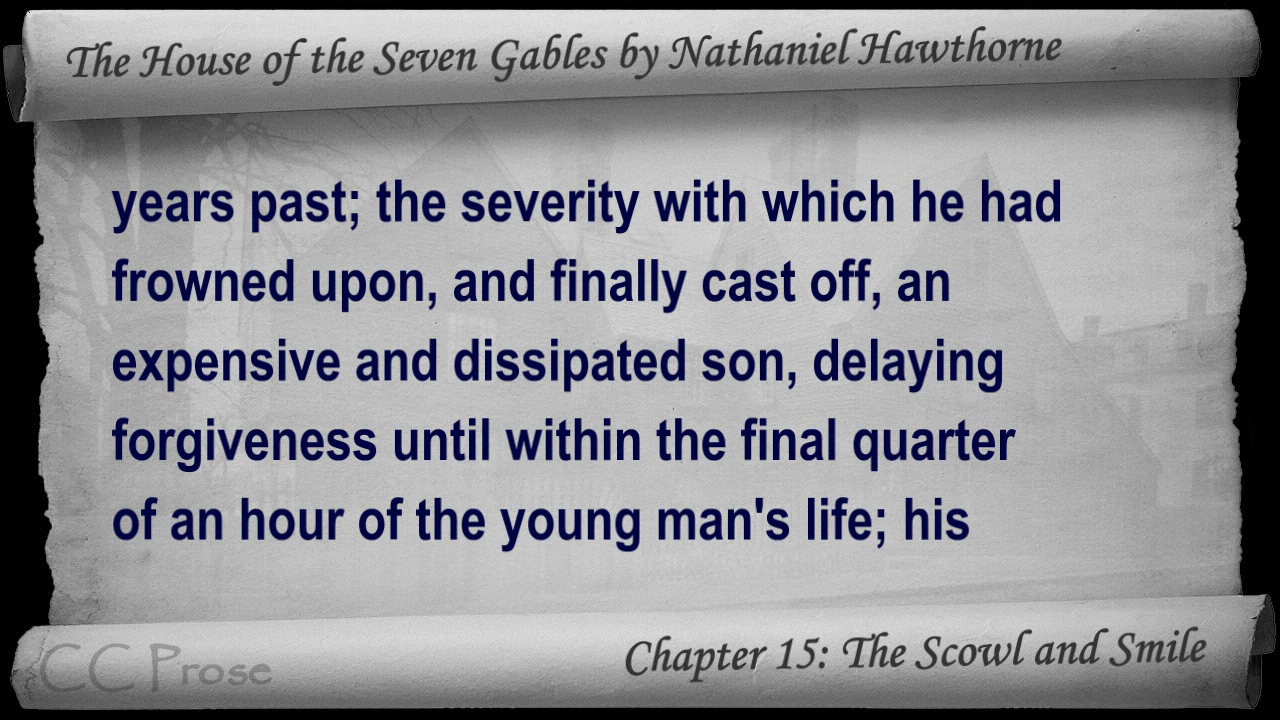 The House of the Seven Gables by Nathaniel Hawthorne
years past; the severity with which he had
frowned upon, and finally cast off, an
expensive and dissipated son, delaying
forgiveness until within the final quarter
of an hour of the young man's life; his
CC Prose
Chapter 15: The Scowl and Smile